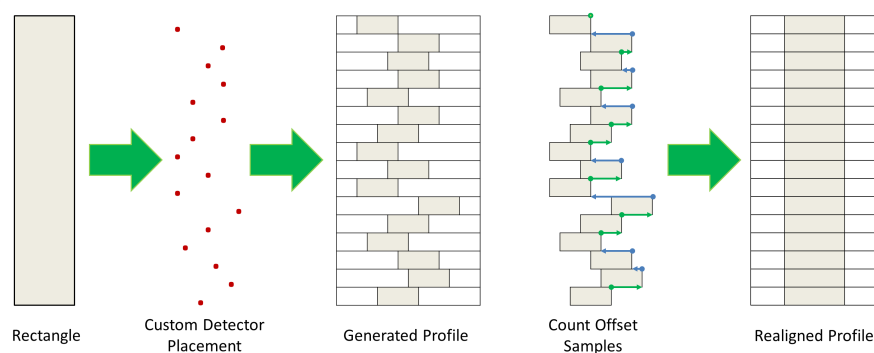 Rectangle
Custom Detector
Placement
Generated Profile
Count Offset
Samples
Realigned Profile